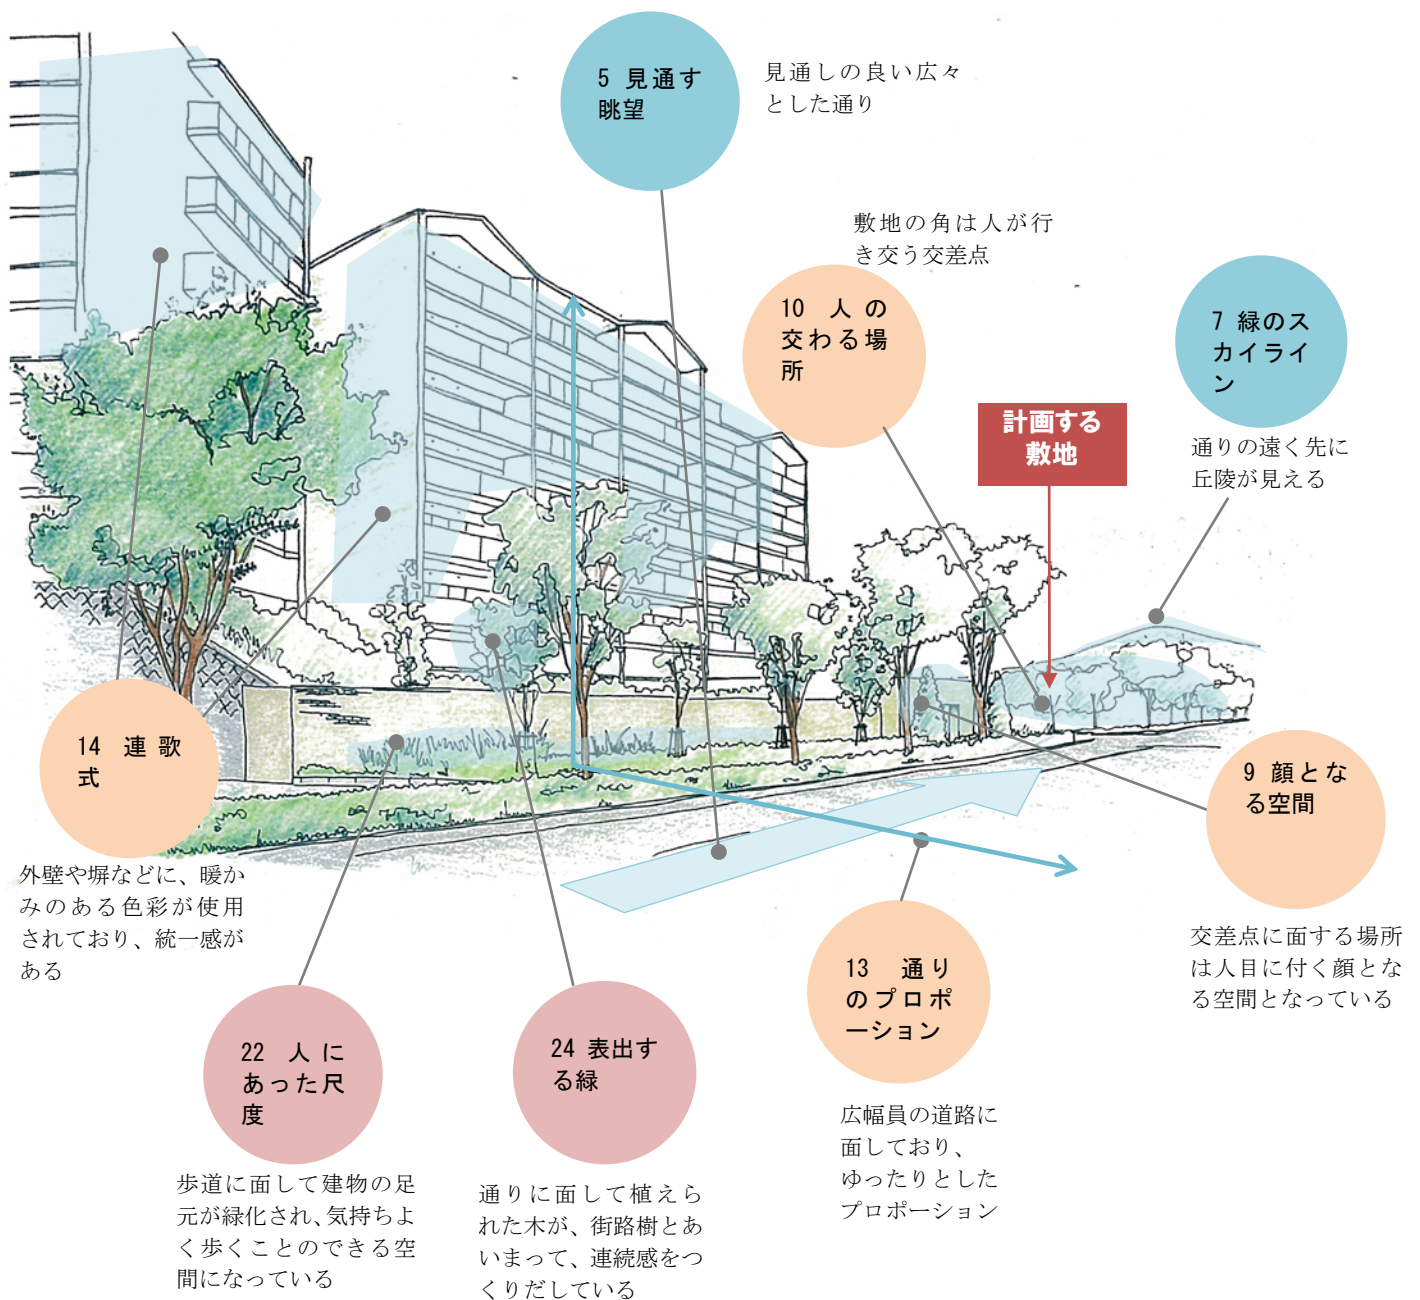 5 見通す
眺望
見通しの良い広々
とした通り
敷地の角は人が行
き交う交差点
10 人の
交わる場
所
7 緑のス
カイライ
ン
通りの遠く先に
丘陵が見える
計画する
敷地
14 連歌
式
外壁や塀などに、暖か
みのある色彩が使用
されており、統一感が
ある
9 顔とな
る空間
交差点に面する場所
は人目に付く顔とな
る空間となっている
22 人に
あった尺
度
歩道に面して建物の足
元が緑化され、気持ちよ
く歩くことのできる空
間になっている
24 表出す
る緑
通りに面して植えら
れた木が、街路樹とあ
いまって、連続感をつ
くりだしている
13 通り
のプロポ
ーション
広幅員の道路に
面しており、
ゆったりとした
プロポーション